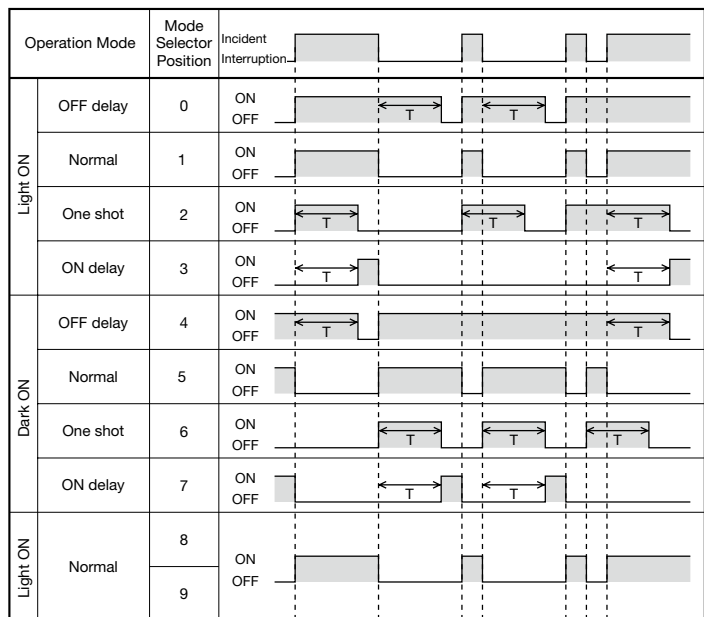 Operation Mode
Mode
Selector
Position
Incident
Interruption
Light ON
OFF delay
0
ON
OFF
T
T
Normal
1
ON
OFF
One shot
2
ON
OFF
T
T
T
ON delay
3
ON
OFF
T
T
Dark ON
OFF delay
4
ON
OFF
T
T
Normal
5
ON
OFF
One shot
6
ON
OFF
T
T
T
ON delay
7
ON
OFF
T
T
Light ON
Normal
8
9
ON
OFF